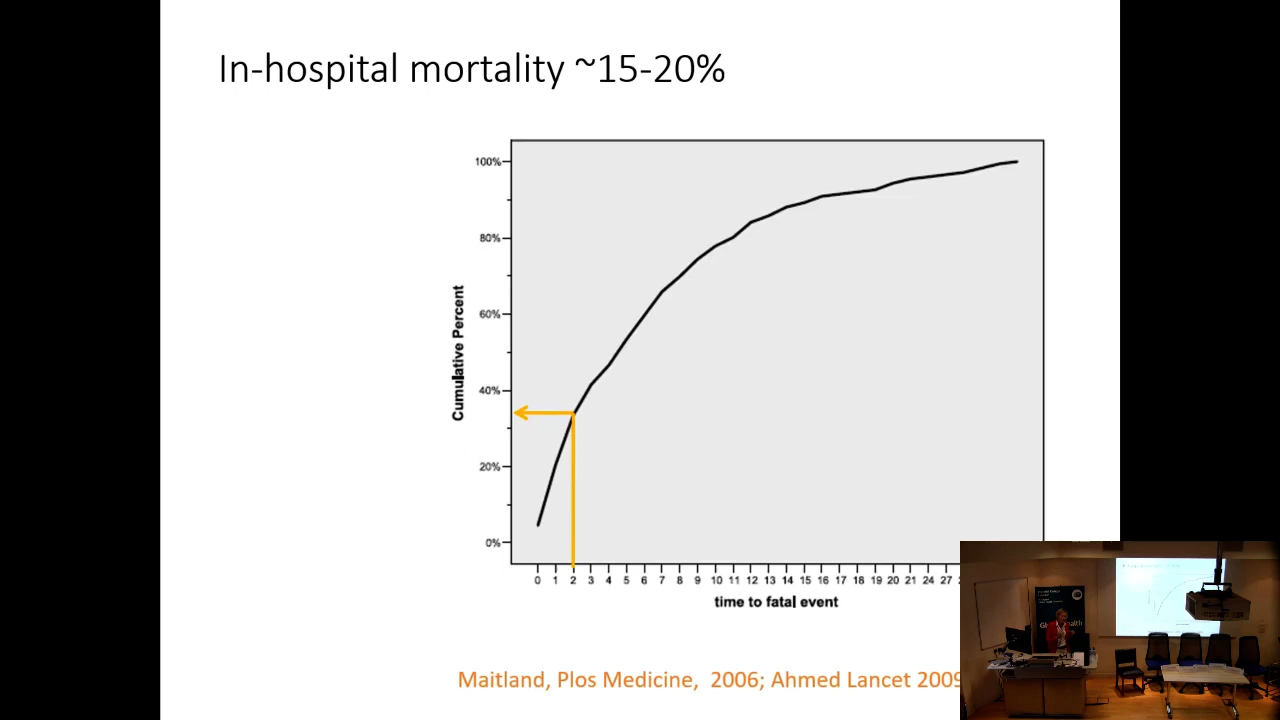 In-hospital mortality ~15-20%
100%
80%
60%
40%
20%
0%
Cumulative Percent
0 1 2 3 4 5 6 7 8 9 10 11 12 13 14 15 16 17 18 19 20 21 24 27
time to fatal event
Maitland, Plos Medicine, 2006; Ahmed Lancet 2009